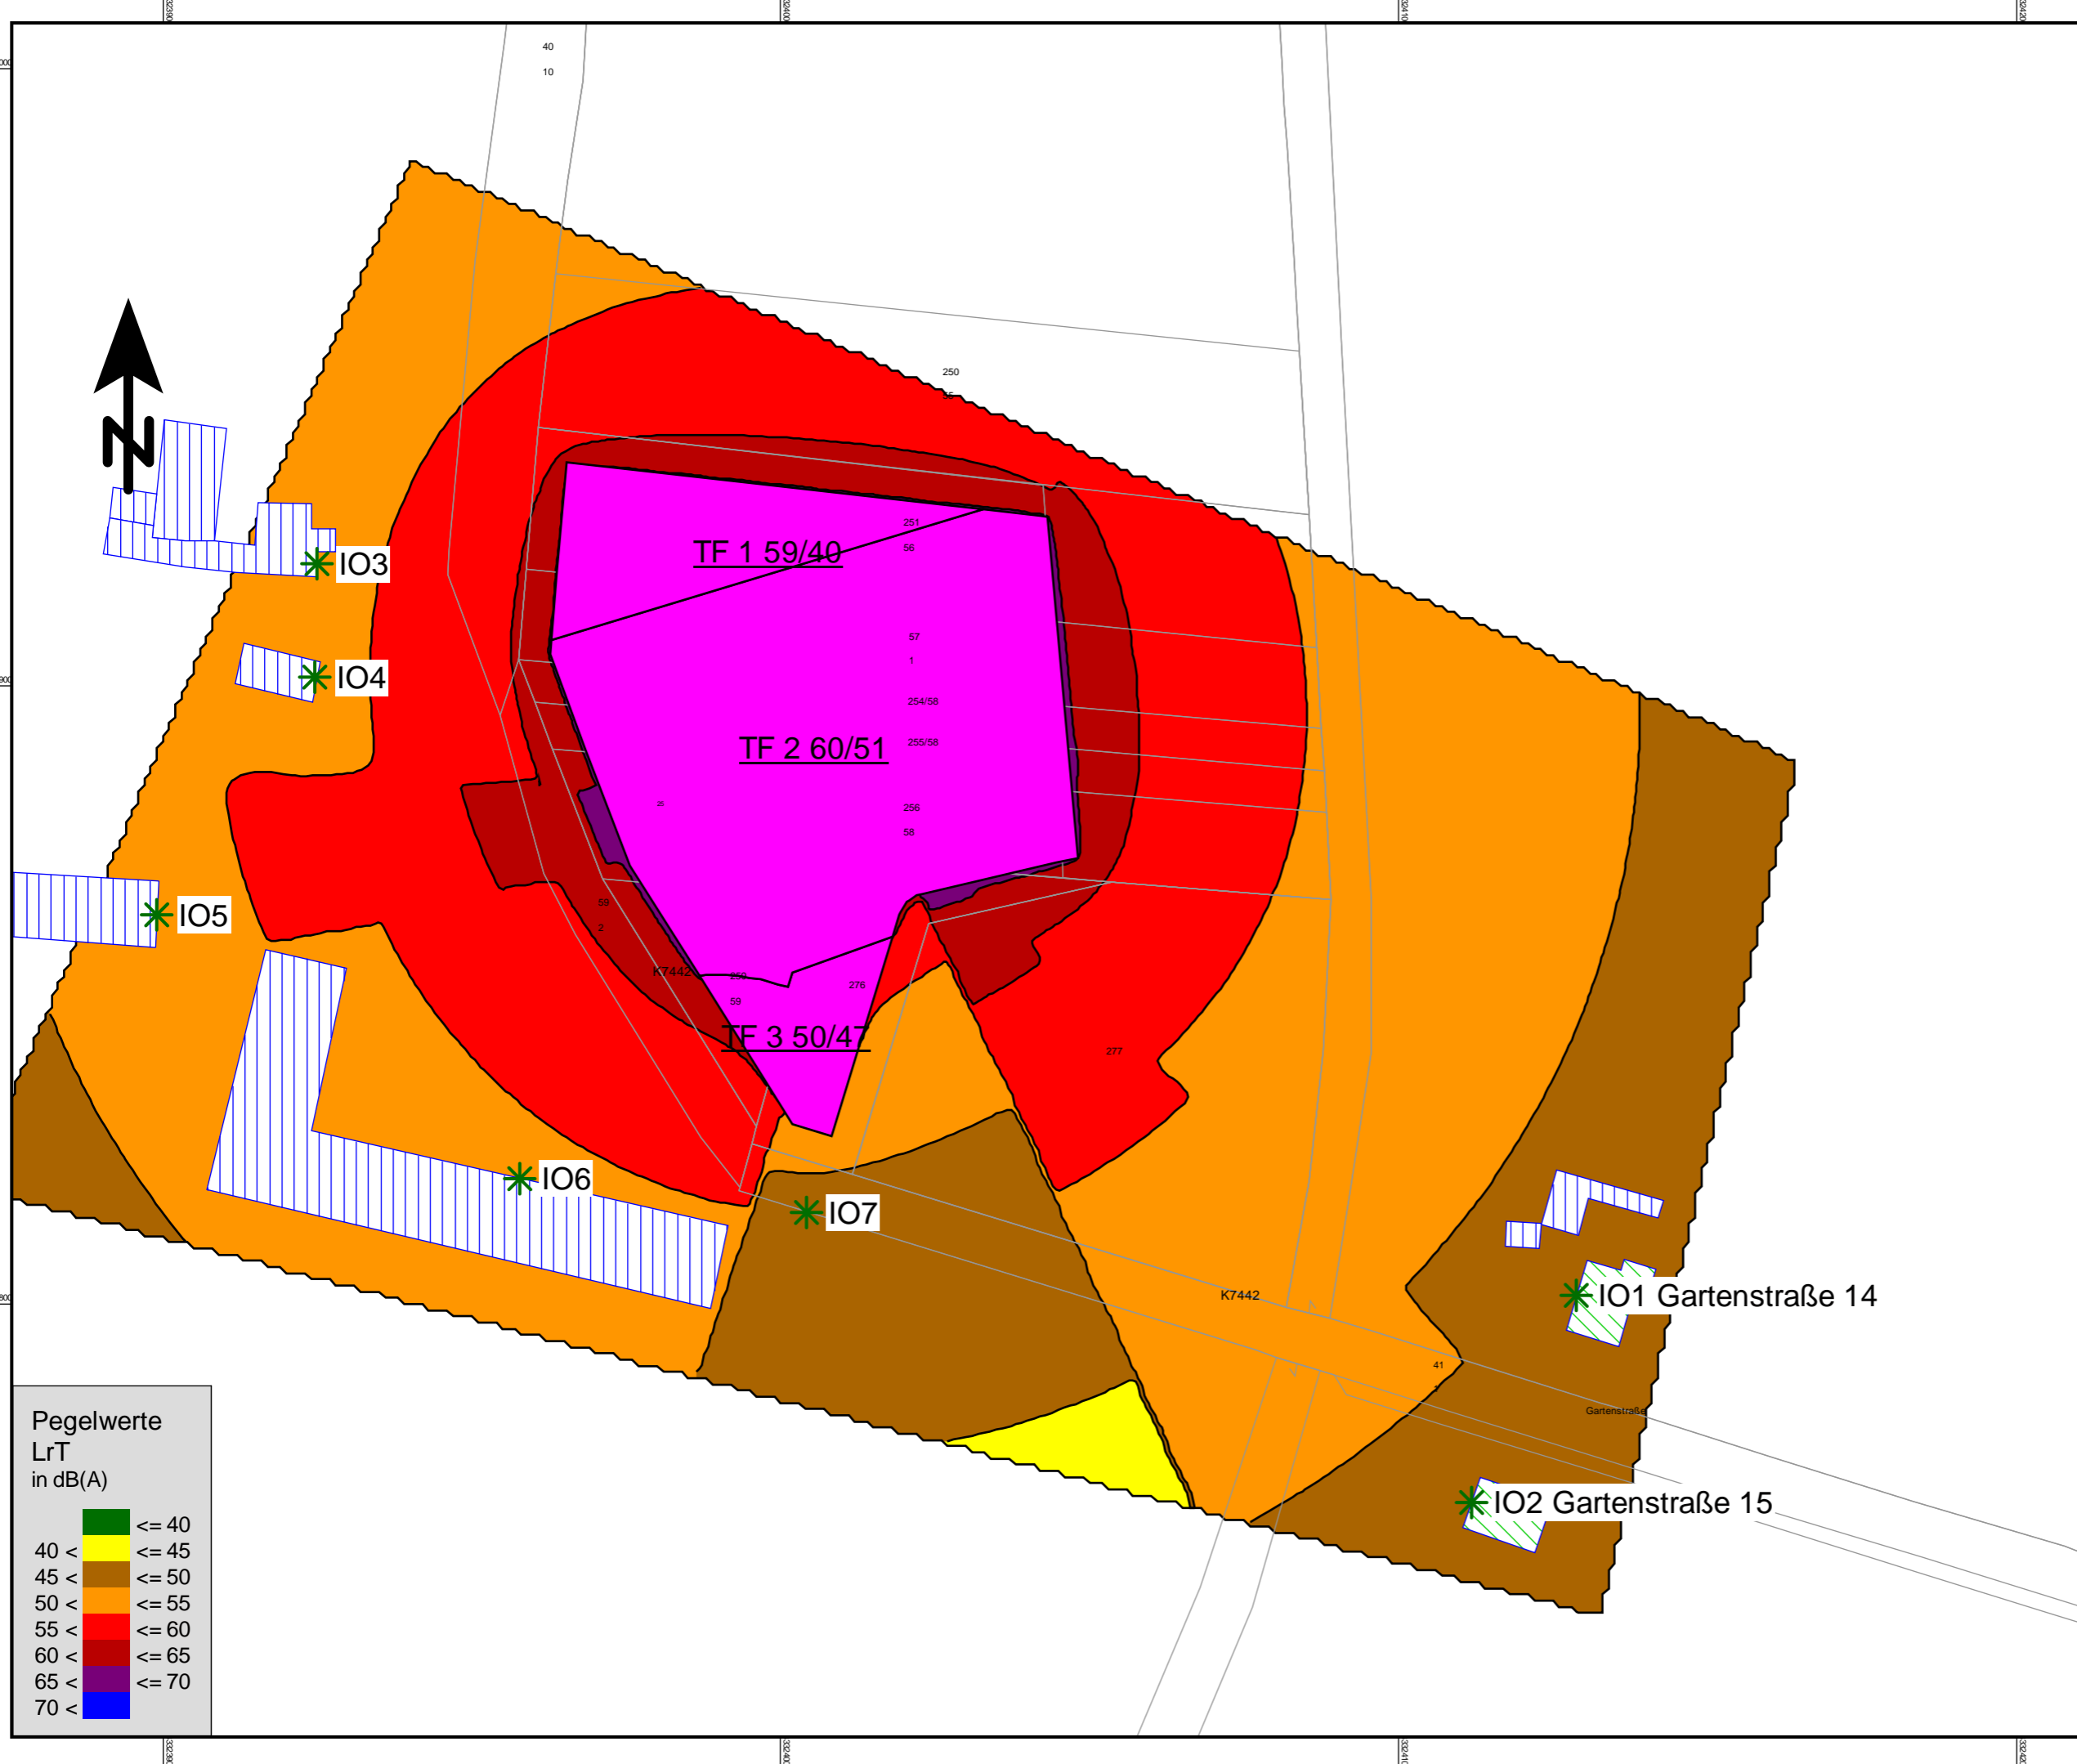 40
10
250
55
251
56
TF 1 59/40
IO3
57
1
IO4
254/58
TF 2 60/51
255/58
256
58
59
2
IO5
K7442
259
59
276
TF 3 50/47
277
IO6
IO7
K7442
IO1 Gartenstraße 14
41
Gartenstraße
IO2 Gartenstraße 15
Pegelwerte
LrT
in dB(A)
<= 40
40 < <= 45
45 < <= 50
50 < <= 55
55 < <= 60
60 < <= 65
65 < <= 70
70 <
N